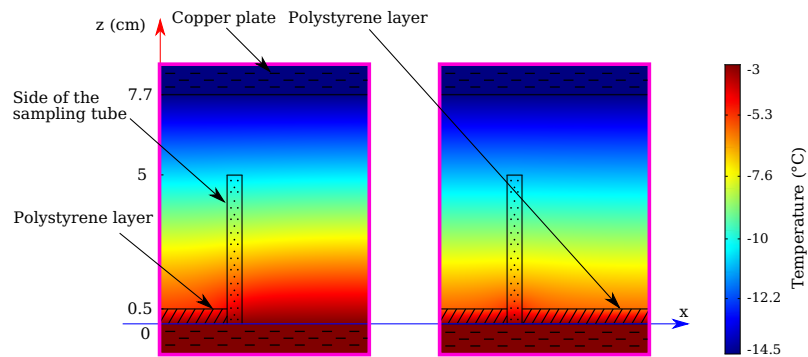 z (cm)
Copper plate
Polystyrene layer
7.7
Side of the
sampling tube
5
Polystyrene layer
0.5
0
x
-3
-5.3
-7.6
-10
-12.2
-14.5
Temperature (°C)